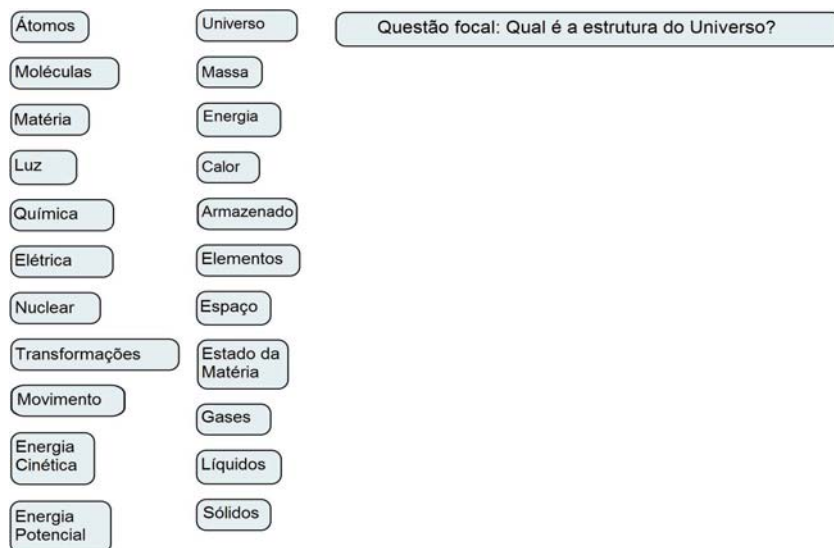 Átomos
Moléculas
Matéria
Luz
Química
Elétrica
Nuclear
Transformações
Movimento
Energia
Cinética
Energia
Potencial
Universo
Massa
Energia
Calor
Armazenado
Elementos
Espaço
Estado da
Matéria
Gases
Líquidos
Sólidos
Questão focal: Qual é a estrutura do Universo?